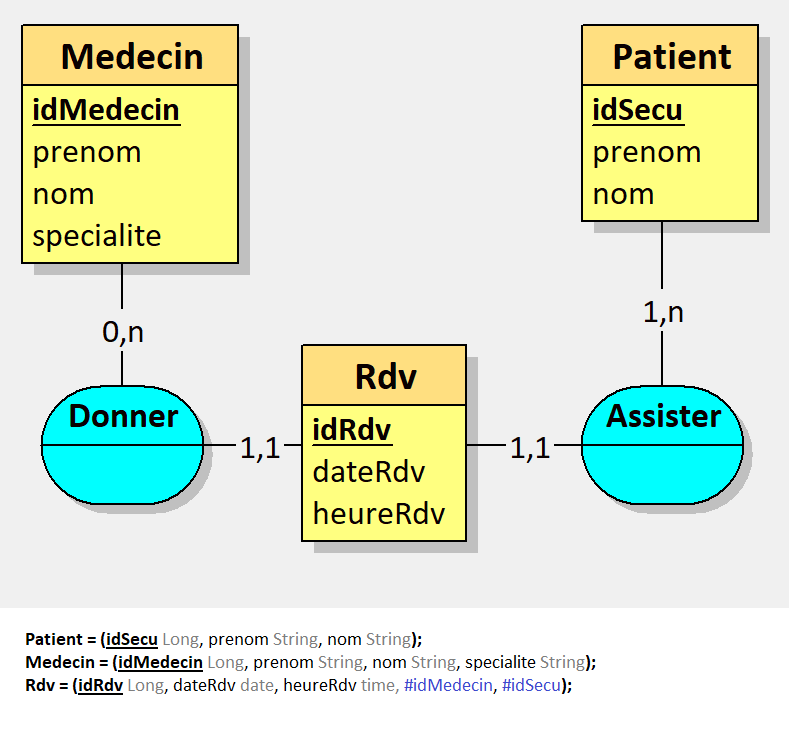 Medecin
idMedecin
prenom
nom
specialite
Patient
idSecu
prenom
nom
0,n
1,n
Donner
1,1
Rdv
idRdv
dateRdv
heureRdv
1,1
Assister
Patient = (idSecu Long, prenom String, nom String);
Medecin = (idMedecin Long, prenom String, nom String, specialite String);
Rdv = (idRdv Long, dateRdv date, heureRdv time, #idMedecin, #idSecu);